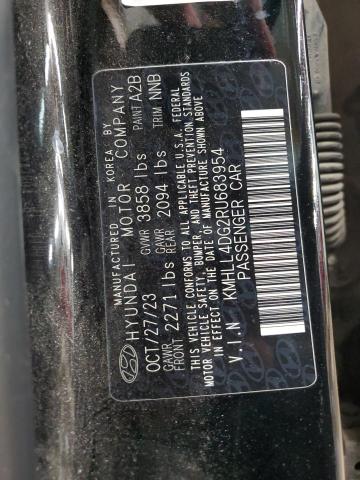 MANUFACTURED IN KOREA BY
HYUNDAI MOTOR COMPANY
OCT/27/23 GVWR 3858 lbs PAINT A2B
GAWR FRONT 2271 lbs GAWR REAR 2094 lbs TRIM NNB
THIS VEHICLE CONFORMS TO ALL APPLICABLE U.S.A. FEDERAL
MOTOR VEHICLE SAFETY, BUMPER, AND THEFT PREVENTION STANDARDS
IN EFFECT ON THE DATE OF MANUFACTURE SHOWN ABOVE
V.I.N KMHLL4DG2RU683954
PASSENGER CAR